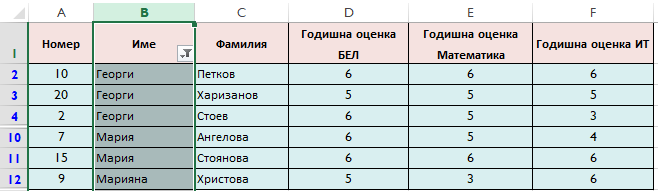 A B C D E F
1 Номер Име Фамилия Годишна оценка БЕЛ Годишна оценка Математика Годишна оценка ИТ
2 10 Георги Петков 6 6 6
3 20 Георги Харизанов 5 5 5
4 2 Георги Стоев 6 5 3
10 7 Мария Ангелова 6 5 4
11 15 Мария Стоянова 6 6 6
12 9 Марияна Христова 5 3 6